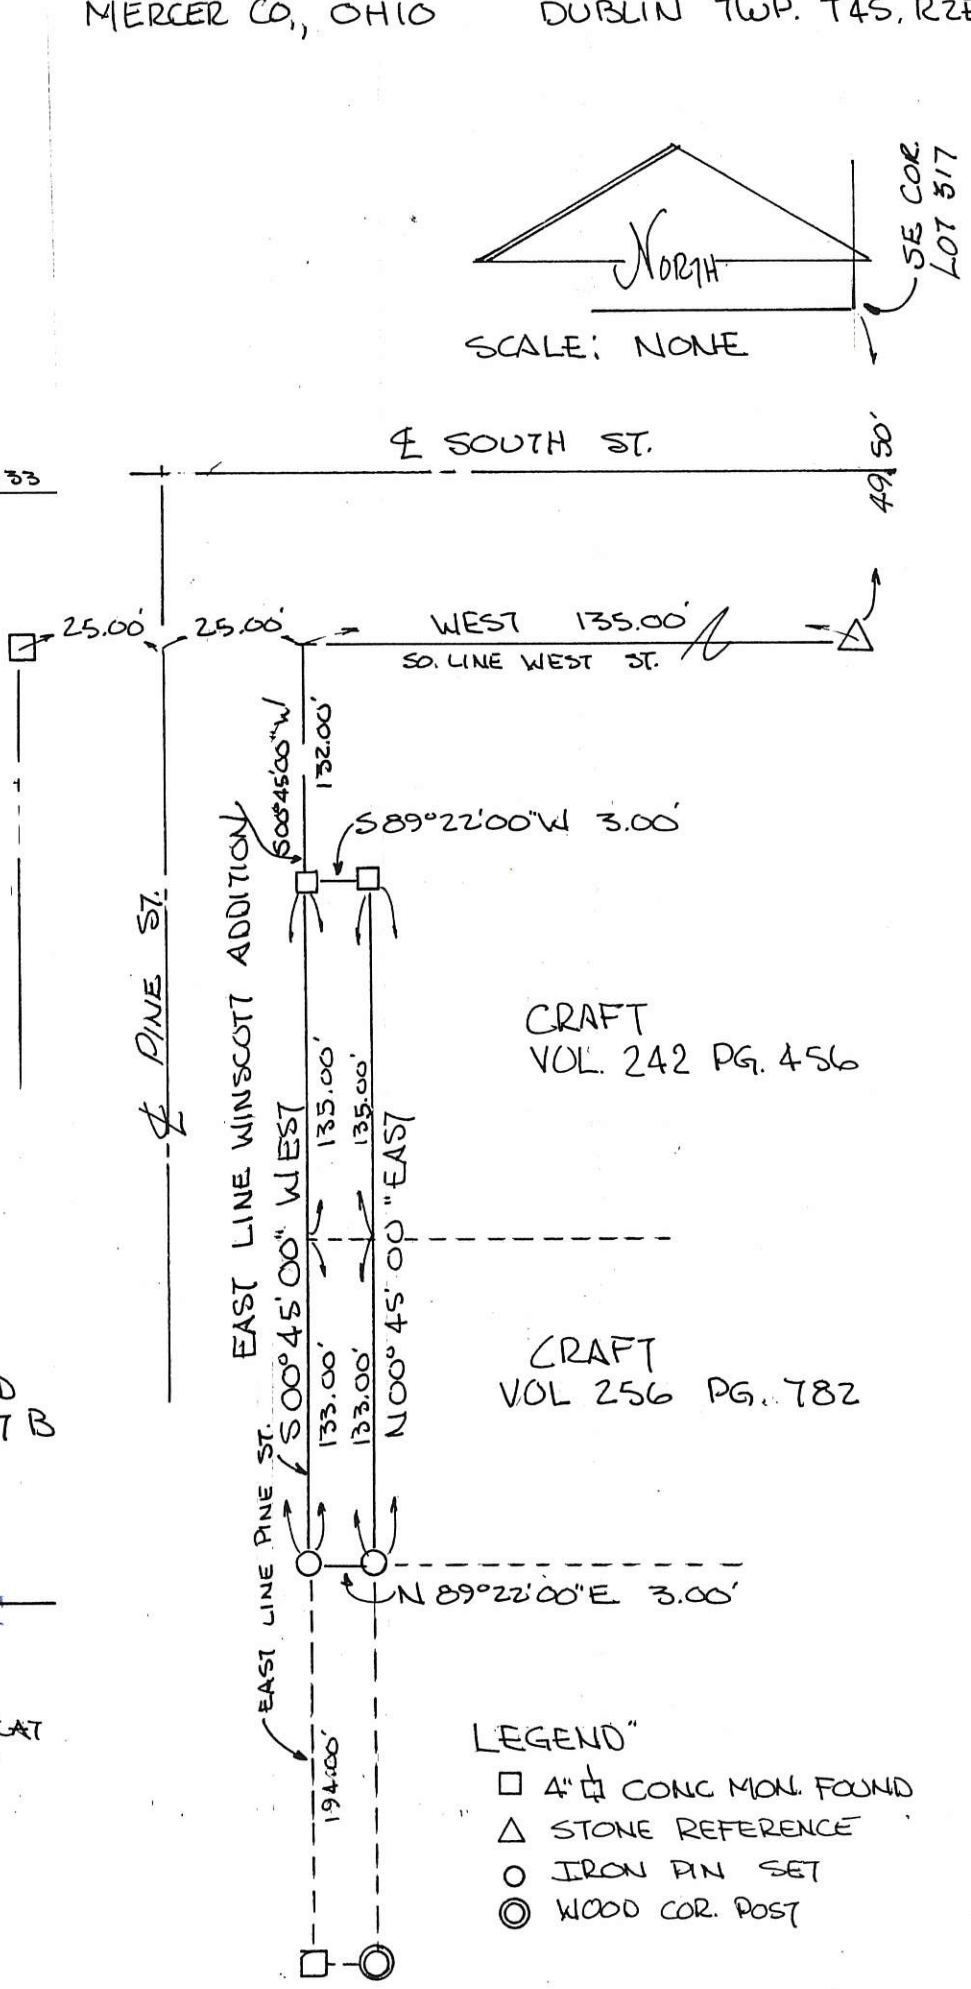 MERCER CO., OHIO DUBLIN TWP. T4S, R2E
SE COR.
LOT 317
NORTH
SCALE: NONE
℄ SOUTH ST.
49.50'
33
25.00' 25.00' WEST 135.00'
SO. LINE WEST ST.
S00°45'00"W
132.00'
S89°22'00"W 3.00'
℄ PINE ST.
EAST LINE WINSCOTT ADDITION
CRAFT
VOL. 242 PG. 456
S00°45'00" WEST
135.00'
135.00'
N00°45'00" EAST
CRAFT
VOL 256 PG. 782
133.00'
133.00'
7 B
EAST LINE PINE ST.
N 89°22'00"E 3.00'
LAT
194.00'
LEGEND"
4" CONC MON. FOUND
STONE REFERENCE
IRON PIN SET
WOOD COR. POST